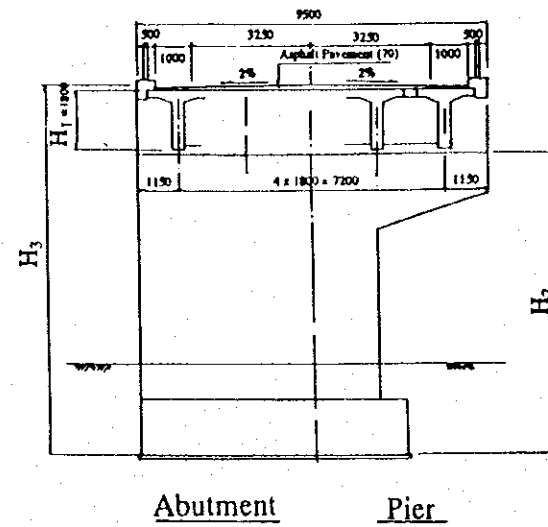 9500
500 3250 3250 500
1000 Asphalt Pavement (70) 1000
2% 2%
H₁ = 1800
1150 4 x 1800 = 7200 1150
H₃
H₂
Abutment Pier